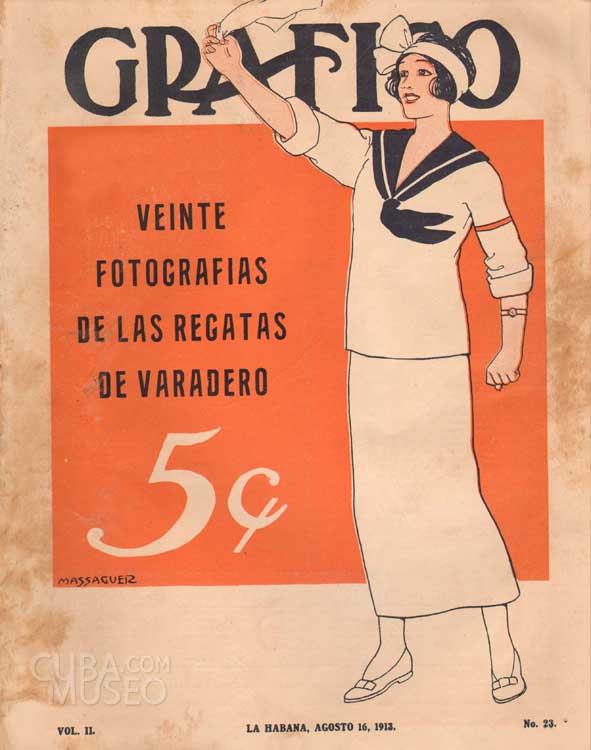 GRAFICO
VEINTE
FOTOGRAFIAS
DE LAS REGATAS
DE VARADERO
5¢
MASSAGUER
CUBA.COM
MUSEO
VOL. II. LA HABANA, AGOSTO 16, 1913. No. 23.